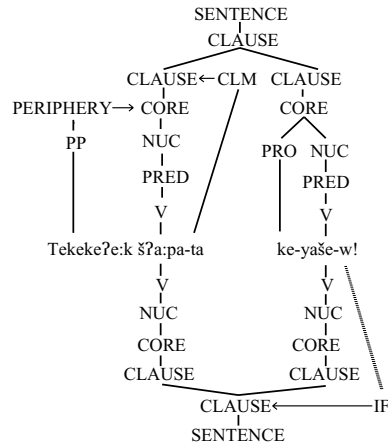 SENTENCE
CLAUSE
CLAUSE CLM CLAUSE
PERIPHERY CORE CORE
PP NUC PRO NUC
PRED PRED
V V
Tekekeʔe:k šʔa:pa-ta ke-yaše-w!
V V
NUC NUC
CORE CORE
CLAUSE CLAUSE
CLAUSE IF
SENTENCE